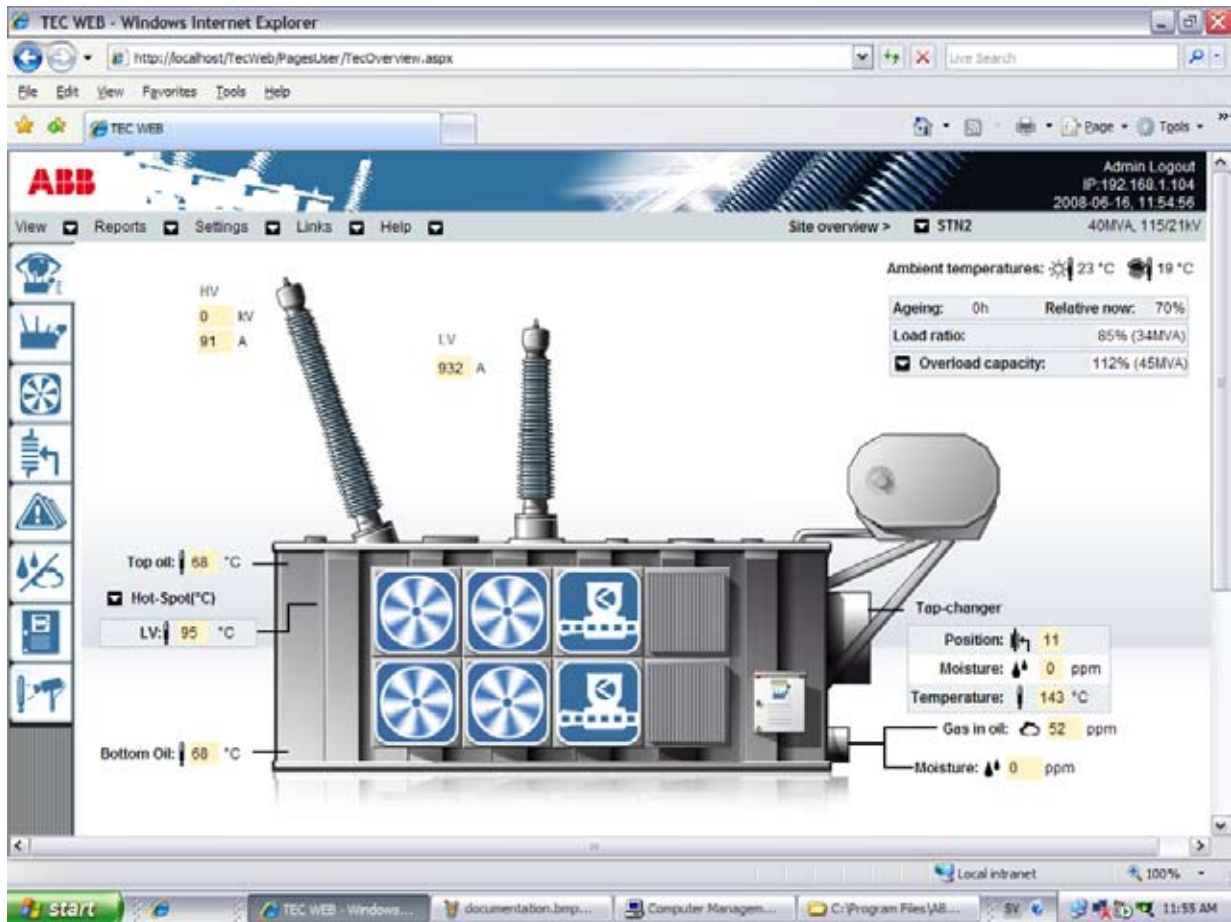 TEC WEB - Windows Internet Explorer
http://localhost/TecWeb/PagesUser/TecOverview.aspx
Live Search
File Edit View Favorites Tools Help
TEC WEB
Page Tools
ABB
Admin Logout
IP:192.168.1.104
2008-06-16, 11:54:56
View Reports Settings Links Help Site overview > STN2 40MVA, 115/21kV
Ambient temperatures: 23 °C 19 °C
Ageing: 0h Relative now: 70%
Load ratio: 85% (34MVA)
Overload capacity: 112% (45MVA)
HV
0 kV
91 A
LV
932 A
Top oil: 68 °C
Hot-Spot(°C)
LV: 95 °C
Bottom Oil: 68 °C
Tap-changer
Position: 11
Moisture: 0 ppm
Temperature: 143 °C
Gas in oil: 52 ppm
Moisture: 0 ppm
Local intranet 100%
start TEC WEB - Windows... documentation.bmp... Computer Managem... C:\Program Files\AB... SV 11:55 AM